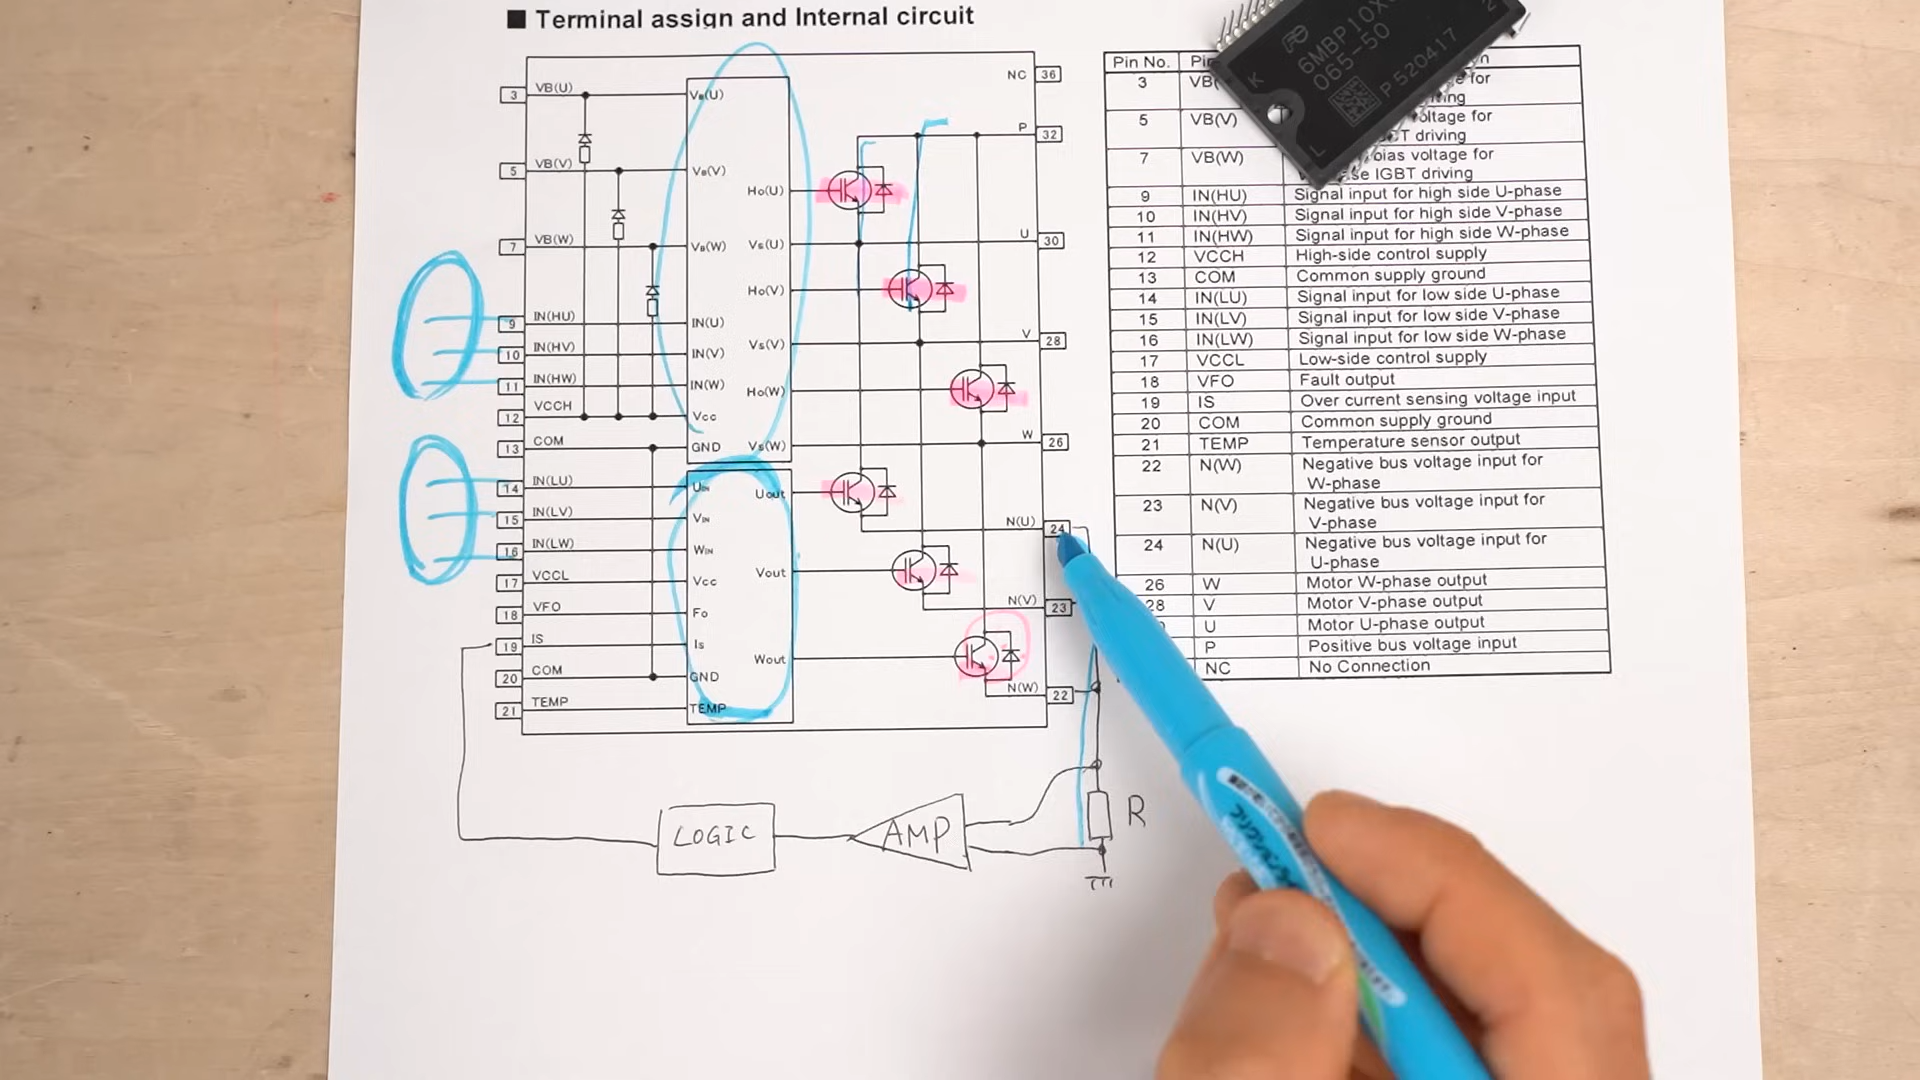 ■ Terminal assign and Internal circuit
3 VB(U) VB(U)
5 VB(V) VB(V)
7 VB(W) VB(W)
9 IN(HU) IN(U)
10 IN(HV) IN(V)
11 IN(HW) IN(W)
12 VCCH Vcc
13 COM GND
14 IN(LU) UIN
15 IN(LV) VIN
16 IN(LW) WIN
17 VCCL Vcc
18 VFO Fo
19 IS Is
20 COM GND
21 TEMP TEMP
Ho(U)
Vs(U)
Ho(V)
Vs(V)
Ho(W)
Vs(W)
Uout
Vout
Wout
NC 36
P 32
U 30
V 28
W 26
N(U) 24
N(V) 23
N(W) 22
LOGIC
AMP
R
6MBP10X
065-50
P520417
K
L
2
Pin No.
3
for
5 VB(V) voltage for
driving
7 VB(W) bias voltage for
IGBT driving
9 IN(HU) Signal input for high side U-phase
10 IN(HV) Signal input for high side V-phase
11 IN(HW) Signal input for high side W-phase
12 VCCH High-side control supply
13 COM Common supply ground
14 IN(LU) Signal input for low side U-phase
15 IN(LV) Signal input for low side V-phase
16 IN(LW) Signal input for low side W-phase
17 VCCL Low-side control supply
18 VFO Fault output
19 IS Over current sensing voltage input
20 COM Common supply ground
21 TEMP Temperature sensor output
22 N(W) Negative bus voltage input for
W-phase
23 N(V) Negative bus voltage input for
V-phase
24 N(U) Negative bus voltage input for
U-phase
26 W Motor W-phase output
28 V Motor V-phase output
U Motor U-phase output
P Positive bus voltage input
NC No Connection